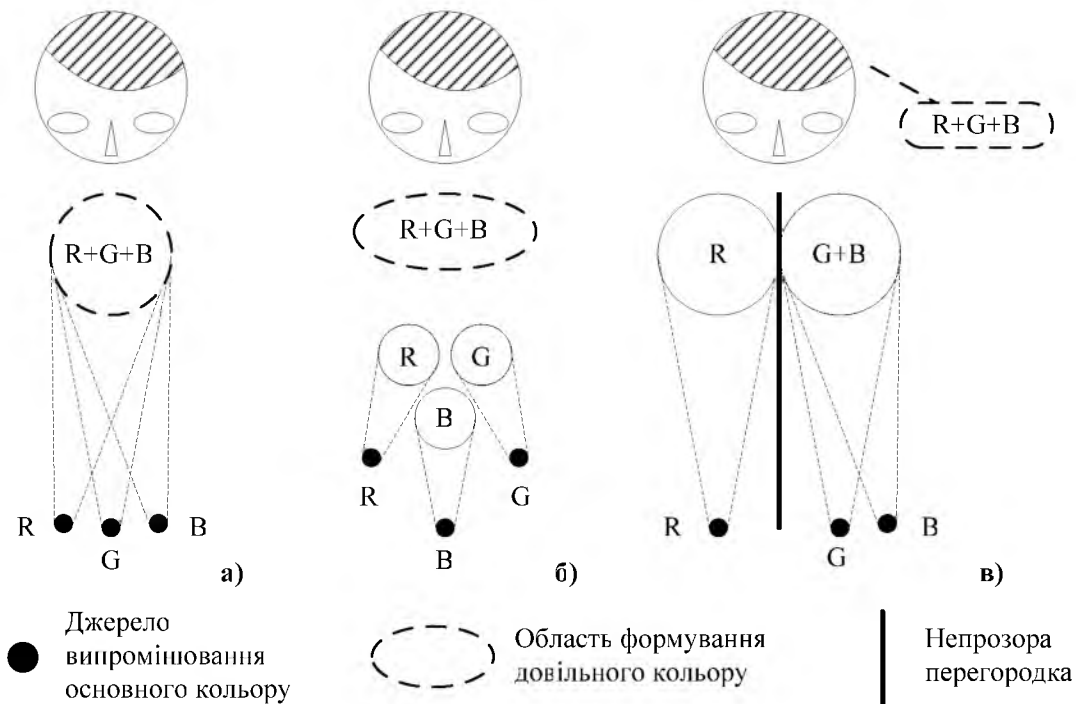 R+G+B
R
G
B
а)
R+G+B
R
G
B
R
G
B
б)
R+G+B
R
G+B
R
G
B
в)
Джерело
випромінювання
основного кольору
Область формування
довільного кольору
Непрозора
перегородка